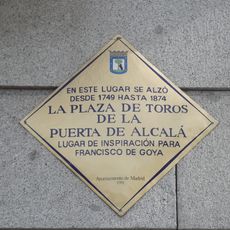 EN ESTE LUGAR SE ALZÓ
DESDE 1749 HASTA 1874
LA PLAZA DE TOROS
DE LA
PUERTA DE ALCALÁ
LUGAR DE INSPIRACIÓN PARA
FRANCISCO DE GOYA
Ayuntamiento de Madrid
1991